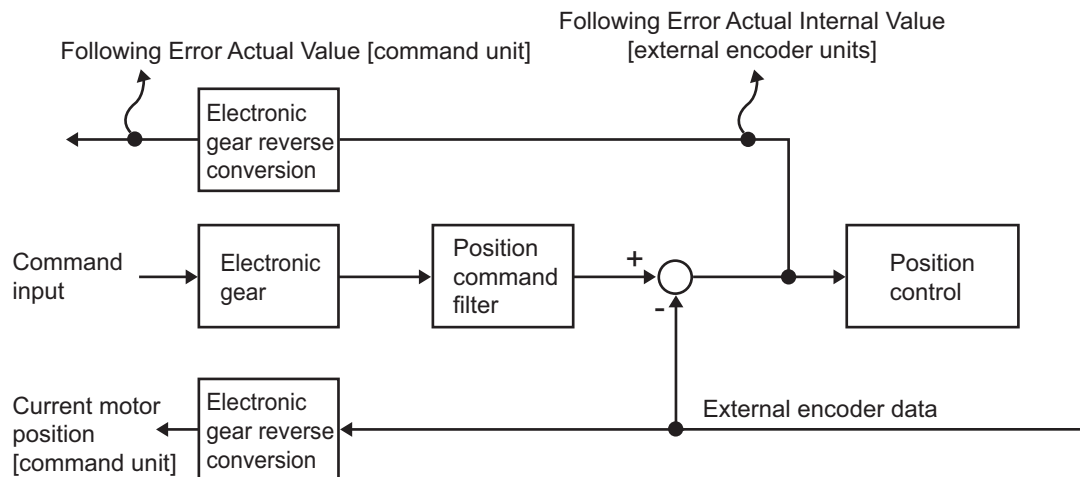 Following Error Actual Internal Value
[external encoder units]
Following Error Actual Value [command unit]
Electronic
gear reverse
conversion
Command
input
Electronic
gear
Position
command
filter
+
-
Position
control
Current motor
position
[command unit]
Electronic
gear reverse
conversion
External encoder data